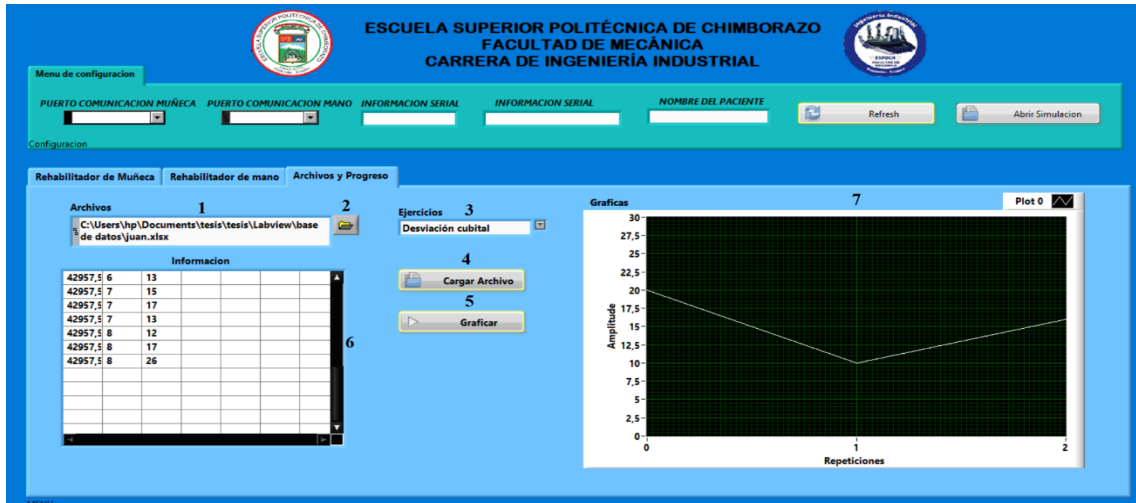 ESCUELA SUPERIOR POLITÉCNICA DE CHIMBORAZO
FACULTAD DE MECÁNICA
CARRERA DE INGENIERÍA INDUSTRIAL
Menu de configuracion
PUERTO COMUNICACION MUÑECA
PUERTO COMUNICACION MANO
INFORMACION SERIAL
INFORMACION SERIAL
NOMBRE DEL PACIENTE
Refresh
Abrir Simulacion
Configuracion
Rehabilitador de Muñeca
Rehabilitador de mano
Archivos y Progreso
Archivos
1
2
C:\Users\hp\Documents\tesis\tesis\Labview\base
de datos\juan.xlsx
Informacion
42957,5 6 13
42957,5 7 15
42957,5 7 17
42957,5 7 13
42957,5 8 12
42957,5 8 17
42957,5 8 26
6
Ejercicios
3
Desviación cubital
4
Cargar Archivo
5
Graficar
Graficas
7
Plot 0
30
27,5
25
22,5
20
17,5
15
12,5
10
7,5
5
2,5
0
Amplitude
0 1 2
Repeticiones